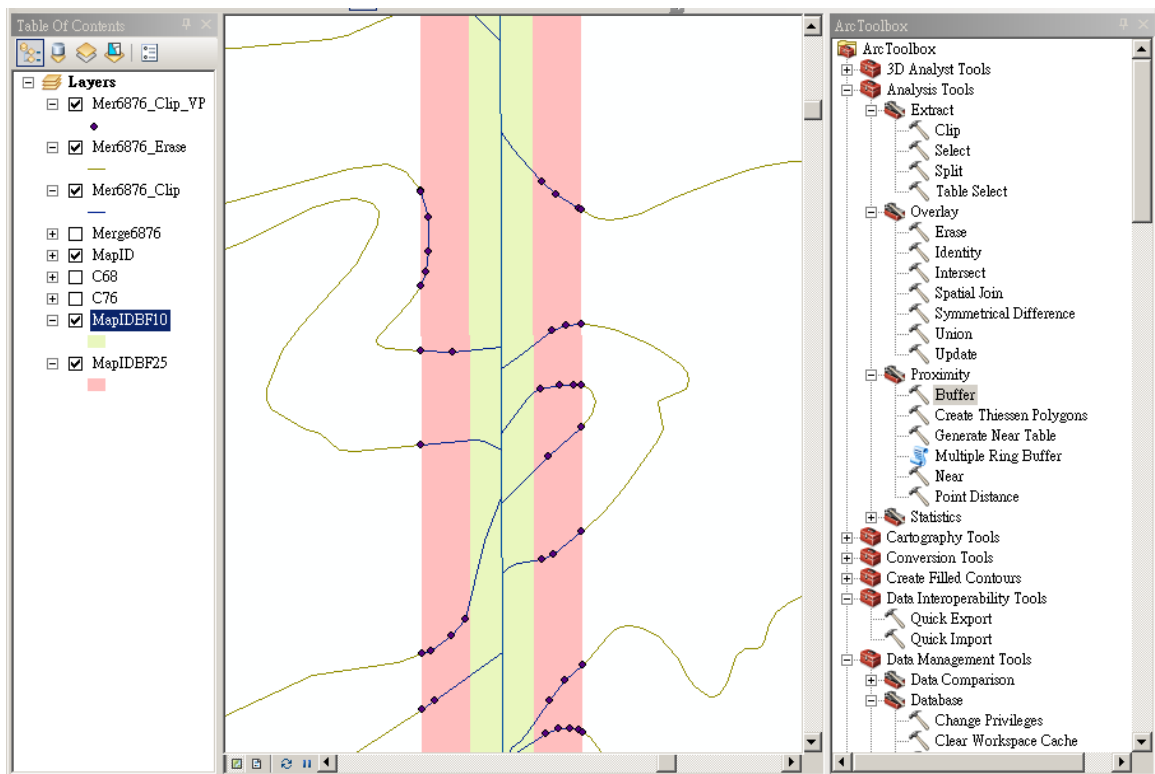 Table Of Contents
Layers
Mer6876_Clip_VP
Mer6876_Erase
Mer6876_Clip
Merge6876
MapID
C68
C76
MapIDBF10
MapIDBF25
ArcToolbox
ArcToolbox
3D Analyst Tools
Analysis Tools
Extract
Clip
Select
Split
Table Select
Overlay
Erase
Identity
Intersect
Spatial Join
Symmetrical Difference
Union
Update
Proximity
Buffer
Create Thiessen Polygons
Generate Near Table
Multiple Ring Buffer
Near
Point Distance
Statistics
Cartography Tools
Conversion Tools
Create Filled Contours
Data Interoperability Tools
Quick Export
Quick Import
Data Management Tools
Data Comparison
Database
Change Privileges
Clear Workspace Cache